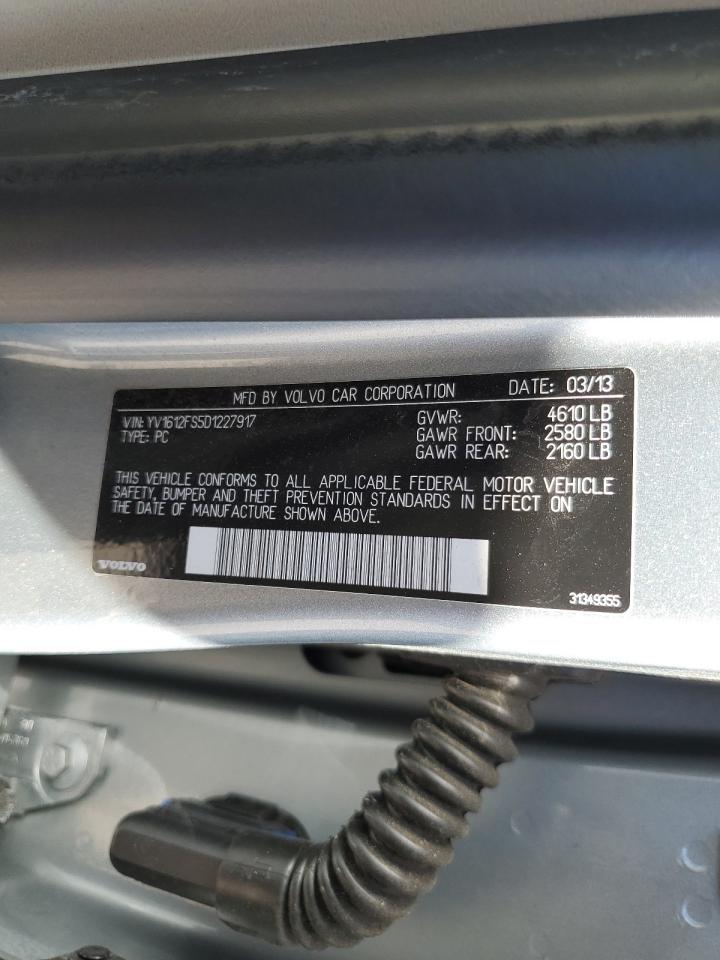 MFD BY VOLVO CAR CORPORATION DATE: 03/13
VIN: YV1612FS5D1227917 GVWR: 4610 LB
TYPE: PC GAWR FRONT: 2580 LB
GAWR REAR: 2160 LB
THIS VEHICLE CONFORMS TO ALL APPLICABLE FEDERAL MOTOR VEHICLE
SAFETY, BUMPER AND THEFT PREVENTION STANDARDS IN EFFECT ON
THE DATE OF MANUFACTURE SHOWN ABOVE.
VOLVO
31349355